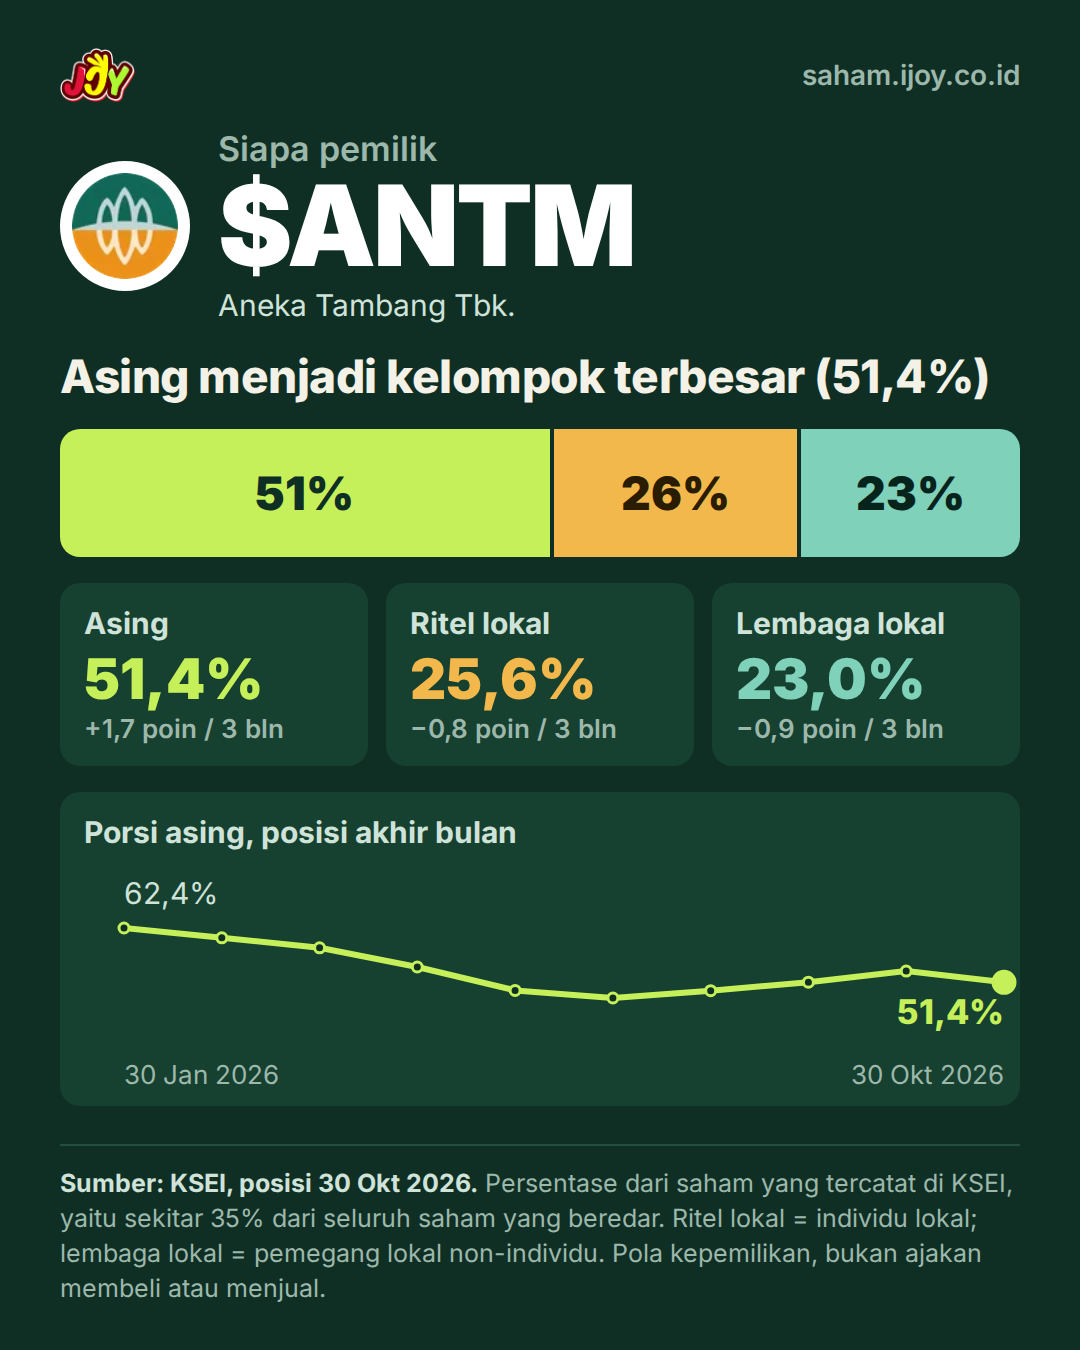 JOY
saham.ijoy.co.id
Siapa pemilik
$ANTM
Aneka Tambang Tbk.
Asing menjadi kelompok terbesar (51,4%)
51%
26%
23%
Asing
51,4%
+1,7 poin / 3 bln
Ritel lokal
25,6%
−0,8 poin / 3 bln
Lembaga lokal
23,0%
−0,9 poin / 3 bln
Porsi asing, posisi akhir bulan
62,4%
51,4%
30 Jan 2026
30 Okt 2026
Sumber: KSEI, posisi 30 Okt 2026. Persentase dari saham yang tercatat di KSEI,
yaitu sekitar 35% dari seluruh saham yang beredar. Ritel lokal = individu lokal;
lembaga lokal = pemegang lokal non-individu. Pola kepemilikan, bukan ajakan
membeli atau menjual.